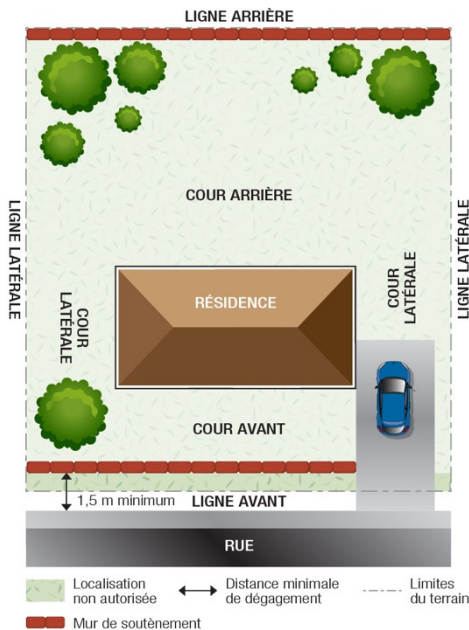 LIGNE ARRIÈRE
COUR ARRIÈRE
LIGNE LATÉRALE
LIGNE LATÉRALE
COUR
LATÉRALE
RÉSIDENCE
COUR
LATÉRALE
COUR AVANT
1,5 m minimum
LIGNE AVANT
RUE
Localisation
non autorisée
Distance minimale
de dégagement
Limites
du terrain
Mur de soutènement